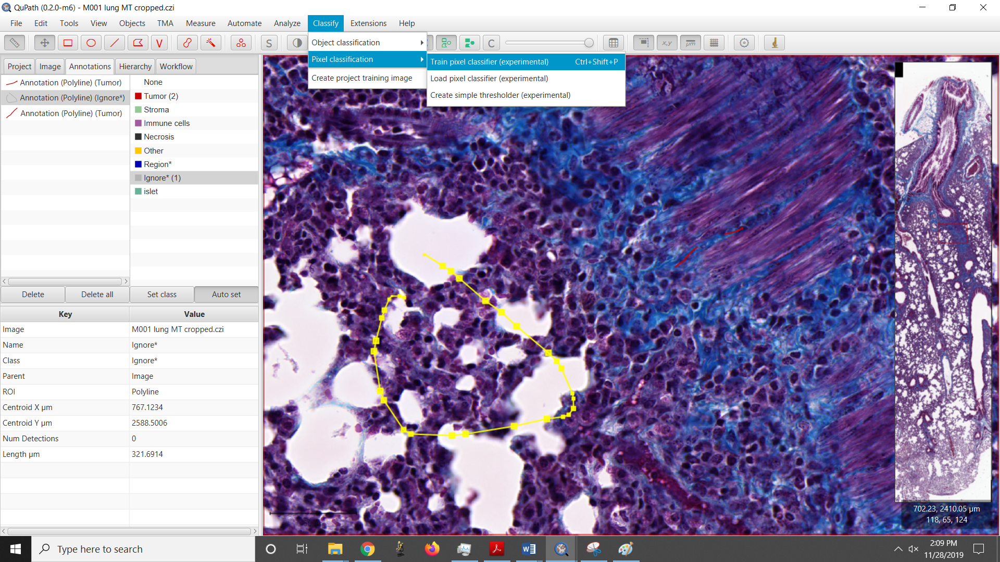 QuPath (0.2.0-m6) - M001 lung MT cropped.czi
File Edit Tools View Objects TMA Measure Automate Analyze Classify Extensions Help
V S C x,y µm
Object classification
Pixel classification
Create project training image
Train pixel classifier (experimental) Ctrl+Shift+P
Load pixel classifier (experimental)
Create simple thresholder (experimental)
Project Image Annotations Hierarchy Workflow
Annotation (Polyline) (Tumor)
Annotation (Polyline) (Ignore*)
Annotation (Polyline) (Tumor)
None
Tumor (2)
Stroma
Immune cells
Necrosis
Other
Region*
Ignore* (1)
islet
Delete Delete all Set class Auto set
Key Value
Image M001 lung MT cropped.czi
Name Ignore*
Class Ignore*
Parent Image
ROI Polyline
Centroid X µm 767.1234
Centroid Y µm 2588.5006
Num Detections 0
Length µm 321.6914
702.23, 2410.05 µm
118, 65, 124
Type here to search
2:09 PM
11/28/2019